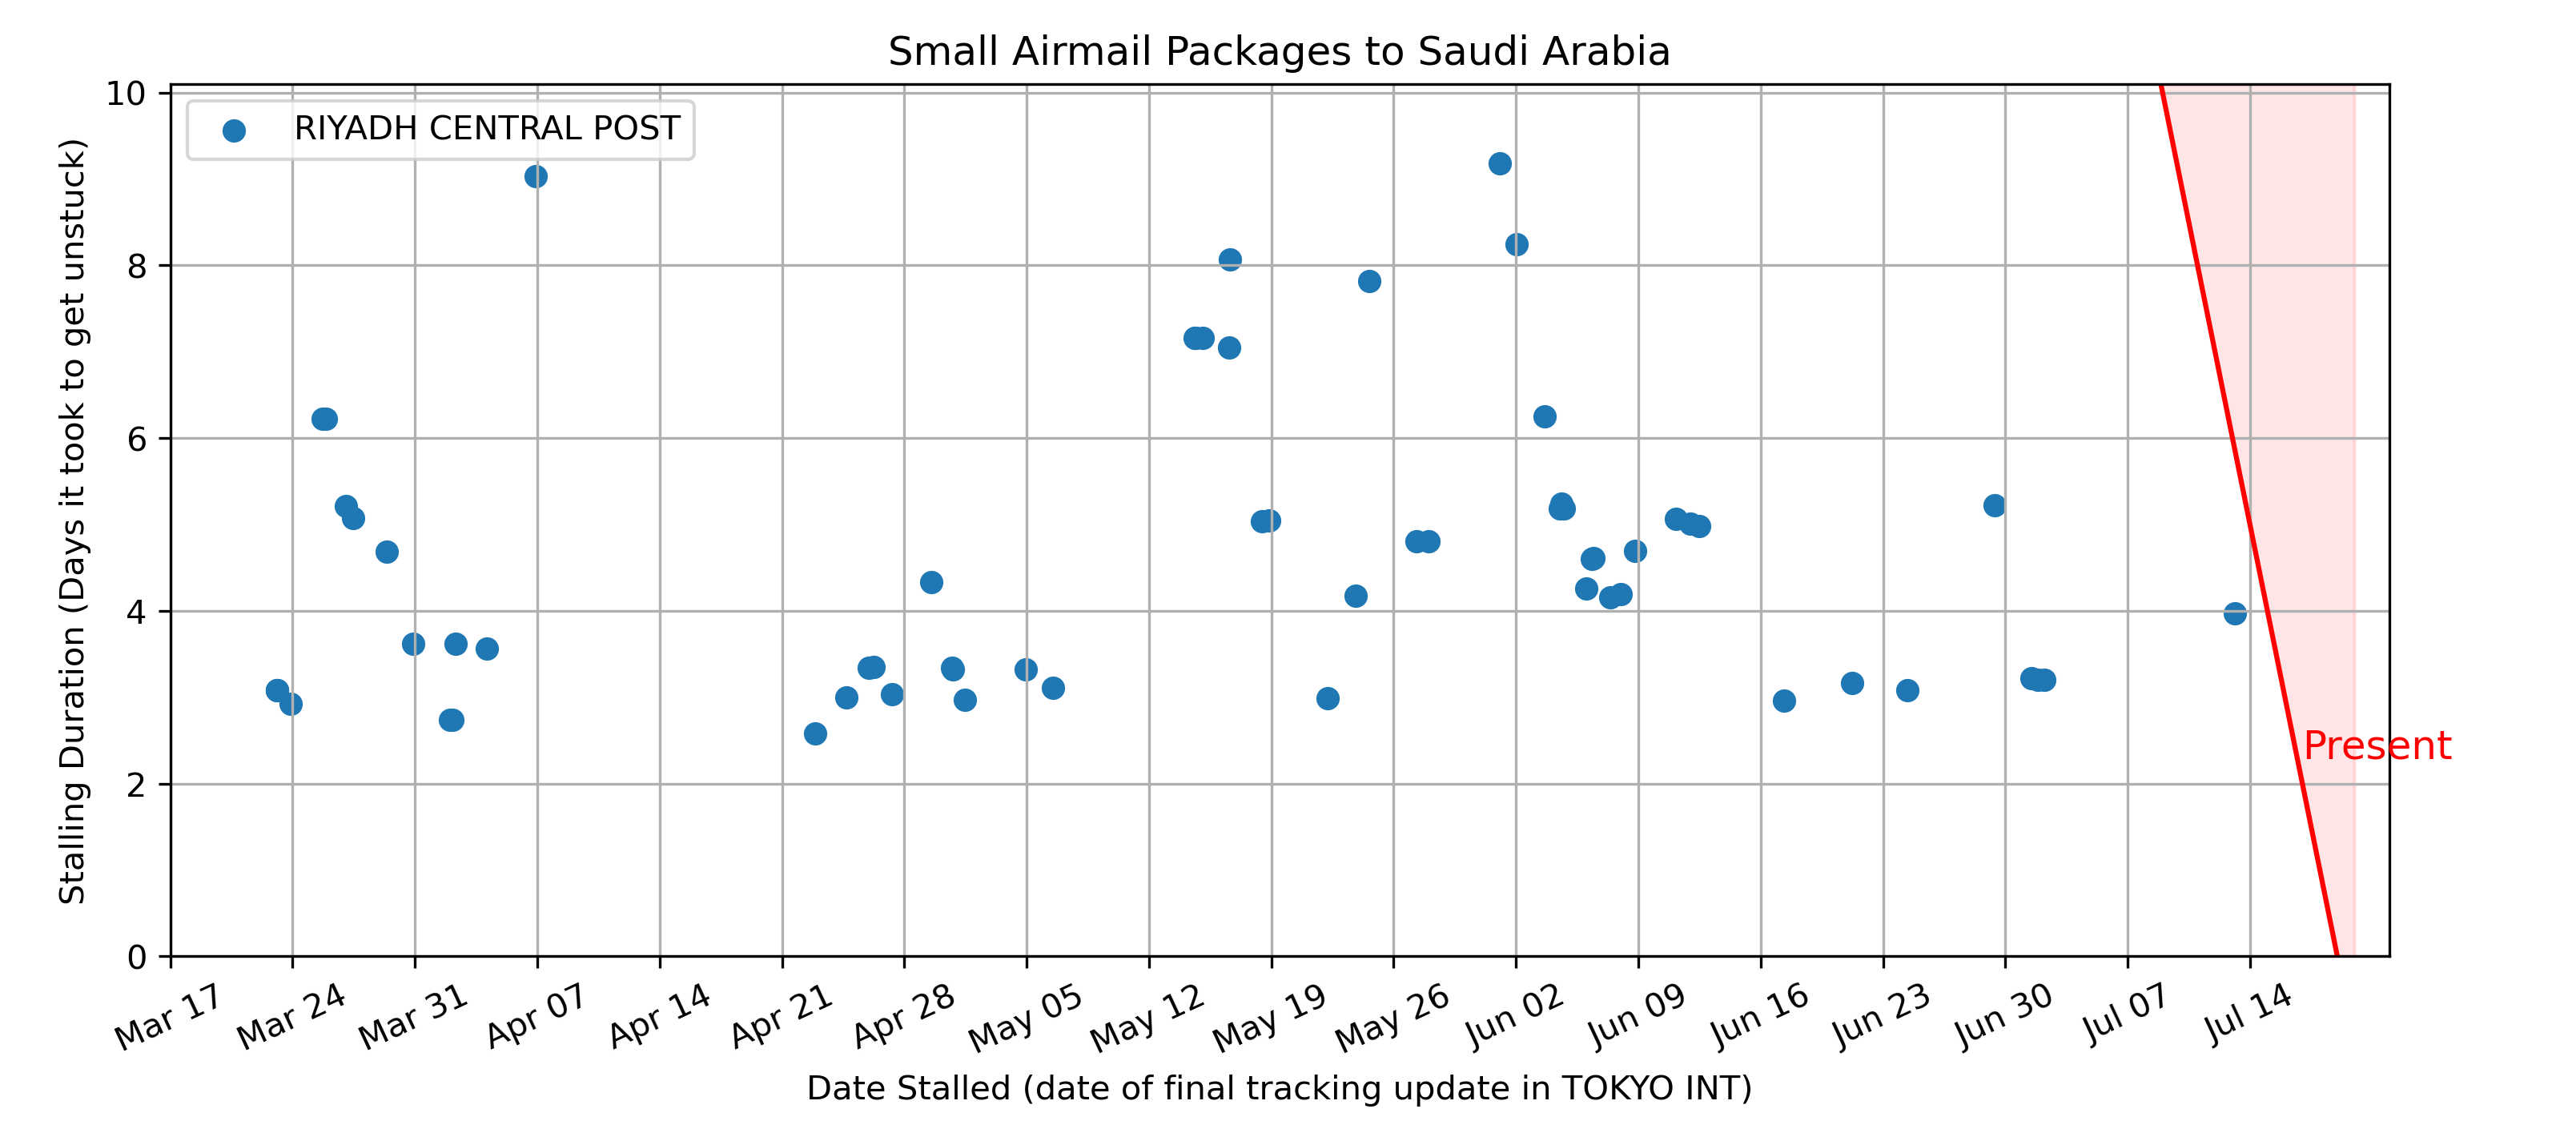 Small Airmail Packages to Saudi Arabia
RIYADH CENTRAL POST
Stalling Duration (Days it took to get unstuck)
10
8
6
4
2
0
Present
Mar 17
Mar 24
Mar 31
Apr 07
Apr 14
Apr 21
Apr 28
May 05
May 12
May 19
May 26
Jun 02
Jun 09
Jun 16
Jun 23
Jun 30
Jul 07
Jul 14
Date Stalled (date of final tracking update in TOKYO INT)